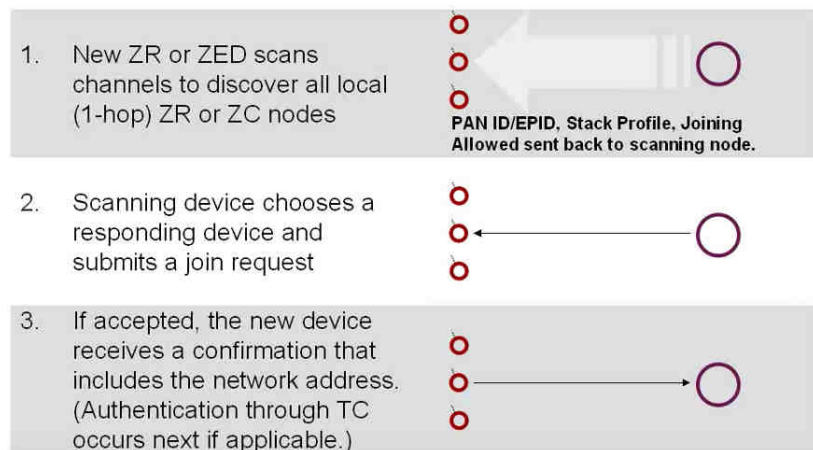 1. New ZR or ZED scans
channels to discover all local
(1-hop) ZR or ZC nodes
PAN ID/EPID, Stack Profile, Joining
Allowed sent back to scanning node.
2. Scanning device chooses a
responding device and
submits a join request
3. If accepted, the new device
receives a confirmation that
includes the network address.
(Authentication through TC
occurs next if applicable.)